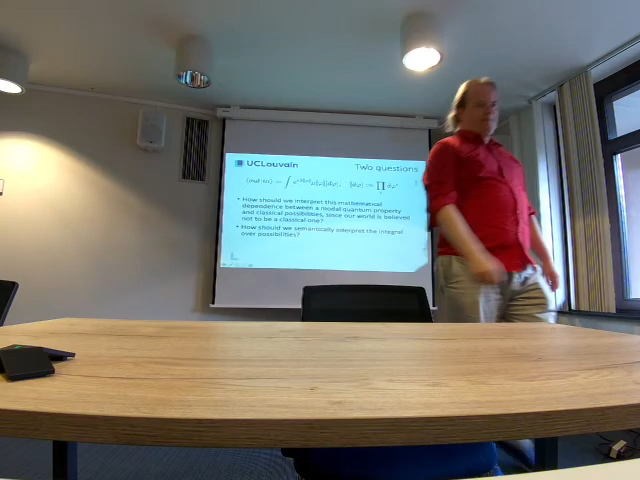 UCLouvain
Two questions
• How should we interpret this mathematical
dependence between a modal quantum property
and classical possibilities, since our world is believed
not to be a classical one?
• How should we semantically interpret the integral
over possibilities?